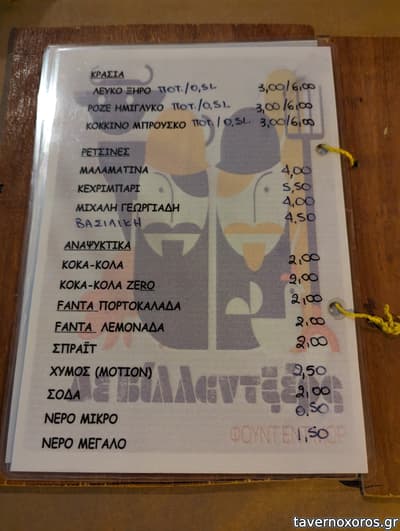 ΚΡΑΣΙΑ
ΛΕΥΚΟ ΞΗΡΟ ΠΟΤ./0,5L 3,00/6,00
ΡΟΖΕ ΗΜΙΓΛΥΚΟ ΠΟΤ./0,5L 3,00/6,00
ΚΟΚΚΙΝΟ ΜΠΡΟΥΣΚΟ ΠΟΤ./0,5L 3,00/6,00
ΡΕΤΣΙΝΕΣ
ΜΑΛΑΜΑΤΙΝΑ 4,00
ΚΕΧΡΙΜΠΑΡΙ 5,50
ΜΙΧΑΛΗ ΓΕΩΡΓΙΑΔΗ 4,00
ΒΑΣΙΛΙΚΗ 4,50
ΑΝΑΨΥΚΤΙΚΑ
ΚΟΚΑ-ΚΟΛΑ 2,00
ΚΟΚΑ-ΚΟΛΑ ZERO 2,00
FANTA ΠΟΡΤΟΚΑΛΑΔΑ 2,00
FANTA ΛΕΜΟΝΑΔΑ 2,00
ΣΠΡΑΪΤ 2,00
ΧΥΜΟΣ (MOTION) 2,50
ΣΟΔΑ 2,00
ΝΕΡΟ ΜΙΚΡΟ 0,50
ΝΕΡΟ ΜΕΓΑΛΟ 1,50
tavernoxoros.gr